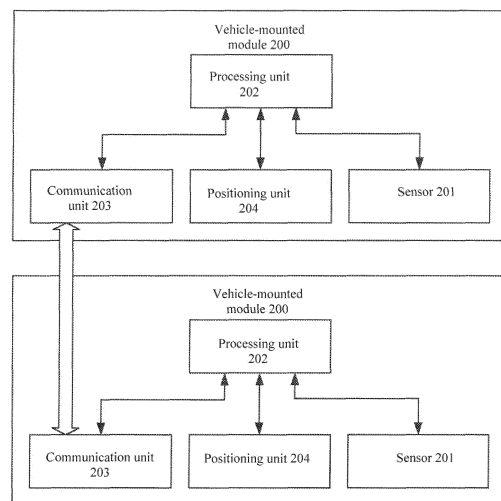 Vehicle-mounted
module 200
Processing unit
202
Communication
unit 203
Positioning unit
204
Sensor 201
Vehicle-mounted
module 200
Processing unit
202
Communication unit
203
Positioning unit 204
Sensor 201